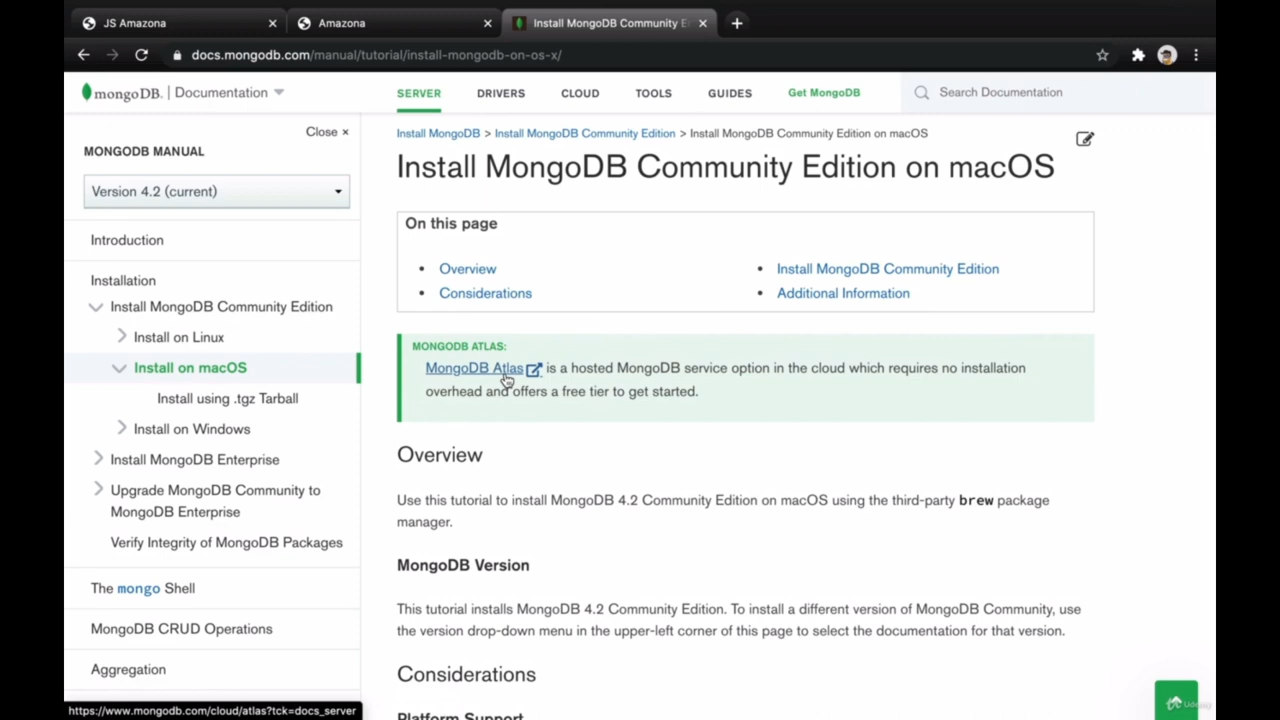 JS Amazona
Amazona
Install MongoDB Community E
docs.mongodb.com/manual/tutorial/install-mongodb-on-os-x/
mongoDB. | Documentation
SERVER
DRIVERS
CLOUD
TOOLS
GUIDES
Get MongoDB
Search Documentation
Close ×
MONGODB MANUAL
Version 4.2 (current)
Introduction
Installation
Install MongoDB Community Edition
Install on Linux
Install on macOS
Install using .tgz Tarball
Install on Windows
Install MongoDB Enterprise
Upgrade MongoDB Community to
MongoDB Enterprise
Verify Integrity of MongoDB Packages
The mongo Shell
MongoDB CRUD Operations
Aggregation
https://www.mongodb.com/cloud/atlas?tck=docs_server
Install MongoDB > Install MongoDB Community Edition > Install MongoDB Community Edition on macOS
Install MongoDB Community Edition on macOS
On this page
• Overview
• Considerations
• Install MongoDB Community Edition
• Additional Information
MONGODB ATLAS:
MongoDB Atlas is a hosted MongoDB service option in the cloud which requires no installation
overhead and offers a free tier to get started.
Overview
Use this tutorial to install MongoDB 4.2 Community Edition on macOS using the third-party brew package
manager.
MongoDB Version
This tutorial installs MongoDB 4.2 Community Edition. To install a different version of MongoDB Community, use
the version drop-down menu in the upper-left corner of this page to select the documentation for that version.
Considerations
Platform Support
Udemy